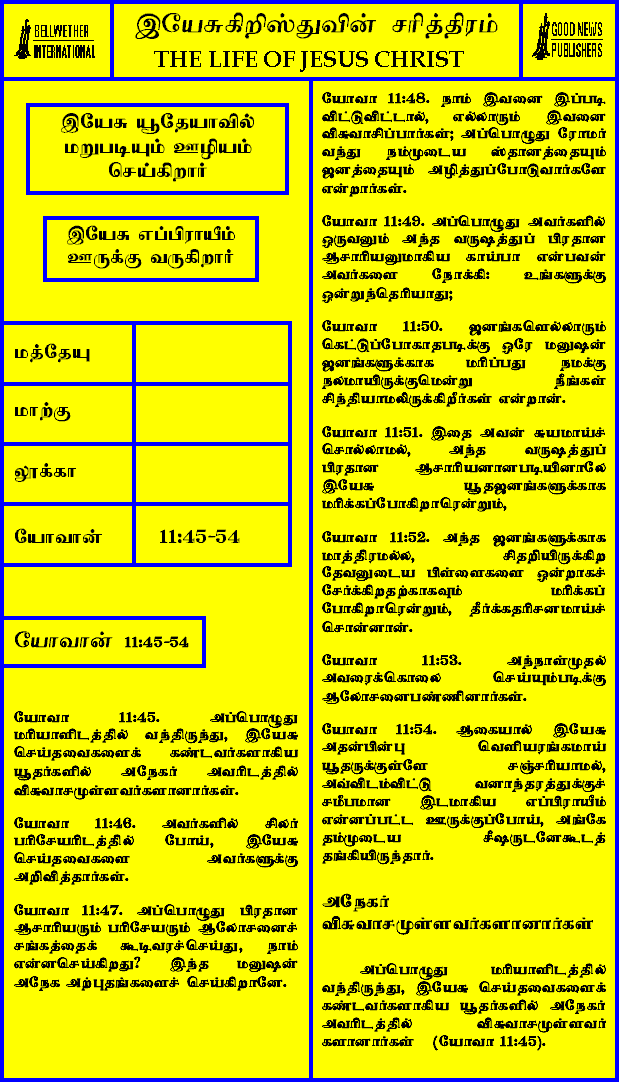 BELLWETHER
INTERNATIONAL
இயேசுகிறிஸ்துவின் சரித்திரம்
THE LIFE OF JESUS CHRIST
GOOD NEWS
PUBLISHERS
இயேசு யூதேயாவில்
மறுபடியும் ஊழியம்
செய்கிறார்
இயேசு எப்பிராயீம்
ஊருக்கு வருகிறார்
மத்தேயு
மாற்கு
லூக்கா
யோவான் 11:45-54
யோவான் 11:45-54
யோவா 11:45. அப்பொழுது
மரியாளிடத்தில் வந்திருந்து, இயேசு
செய்தவைகளைக் கண்டவர்களாகிய
யூதர்களில் அநேகர் அவரிடத்தில்
விசுவாசமுள்ளவர்களானார்கள்.
யோவா 11:46. அவர்களில் சிலர்
பரிசேயரிடத்தில் போய், இயேசு
செய்தவைகளை அவர்களுக்கு
அறிவித்தார்கள்.
யோவா 11:47. அப்பொழுது பிரதான
ஆசாரியரும் பரிசேயரும் ஆலோசனைச்
சங்கத்தைக் கூடிவரச்செய்து, நாம்
என்னசெய்கிறது? இந்த மனுஷன்
அநேக அற்புதங்களைச் செய்கிறானே.
யோவா 11:48. நாம் இவனை இப்படி
விட்டுவிட்டால், எல்லாரும் இவனை
விசுவாசிப்பார்கள்; அப்பொழுது ரோமர்
வந்து நம்முடைய ஸ்தானத்தையும்
ஜனத்தையும் அழித்துப்போடுவார்களே
என்றார்கள்.
யோவா 11:49. அப்பொழுது அவர்களில்
ஒருவனும் அந்த வருஷத்துப் பிரதான
ஆசாரியனுமாகிய காய்பா என்பவன்
அவர்களை நோக்கி: உங்களுக்கு
ஒன்றுந்தெரியாது;
யோவா 11:50. ஜனங்களெல்லாரும்
கெட்டுப்போகாதபடிக்கு ஒரே மனுஷன்
ஜனங்களுக்காக மரிப்பது நமக்கு
நலமாயிருக்குமென்று நீங்கள்
சிந்தியாமலிருக்கிறீர்கள் என்றான்.
யோவா 11:51. இதை அவன் சுயமாய்ச்
சொல்லாமல், அந்த வருஷத்துப்
பிரதான ஆசாரியனானபடியினாலே
இயேசு யூதஜனங்களுக்காக
மரிக்கப்போகிறாரென்றும்,
யோவா 11:52. அந்த ஜனங்களுக்காக
மாத்திரமல்ல, சிதறியிருக்கிற
தேவனுடைய பிள்ளைகளை ஒன்றாகச்
சேர்க்கிறதற்காகவும் மரிக்கப்
போகிறாரென்றும், தீர்க்கதரிசனமாய்ச்
சொன்னான்.
யோவா 11:53. அந்நாள்முதல்
அவரைக்கொலை செய்யும்படிக்கு
ஆலோசனைபண்ணினார்கள்.
யோவா 11:54. ஆகையால் இயேசு
அதன்பின்பு வெளியரங்கமாய்
யூதருக்குள்ளே சஞ்சரியாமல்,
அவ்விடம்விட்டு வனாந்தரத்துக்குச்
சமீபமான இடமாகிய எப்பிராயீம்
என்னப்பட்ட ஊருக்குப்போய், அங்கே
தம்முடைய சீஷருடனேகூடத்
தங்கியிருந்தார்.
அநேகர்
விசுவாசமுள்ளவர்களானார்கள்
அப்பொழுது மரியாளிடத்தில்
வந்திருந்து, இயேசு செய்தவைகளைக்
கண்டவர்களாகிய யூதர்களில் அநேகர்
அவரிடத்தில் விசுவாசமுள்ளவர்
களானார்கள் (யோவா 11:45).